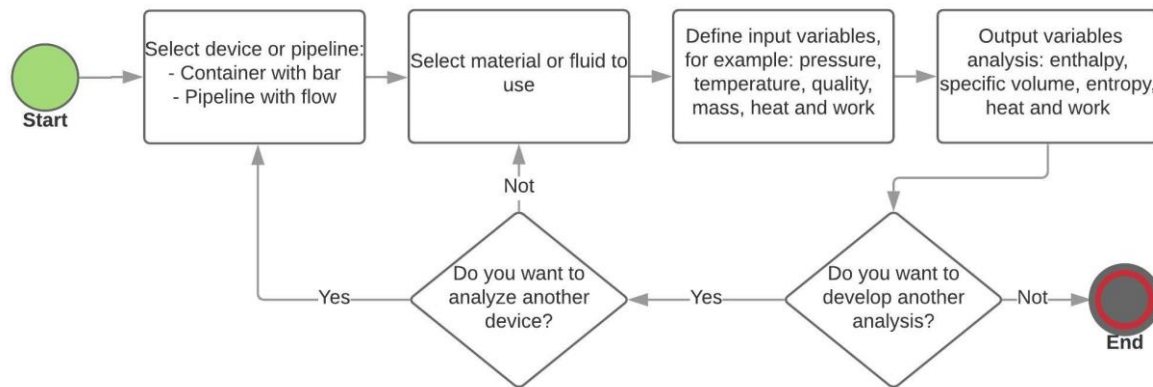 Start
Select device or pipeline:
- Container with bar
- Pipeline with flow
Select material or fluid to
use
Define input variables,
for example: pressure,
temperature, quality,
mass, heat and work
Output variables
analysis: enthalpy,
specific volume, entropy,
heat and work
Do you want to
develop another
analysis?
Not
End
Yes
Do you want to
analyze another
device?
Not
Yes